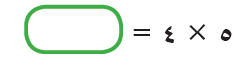 ٥ × ٤ =